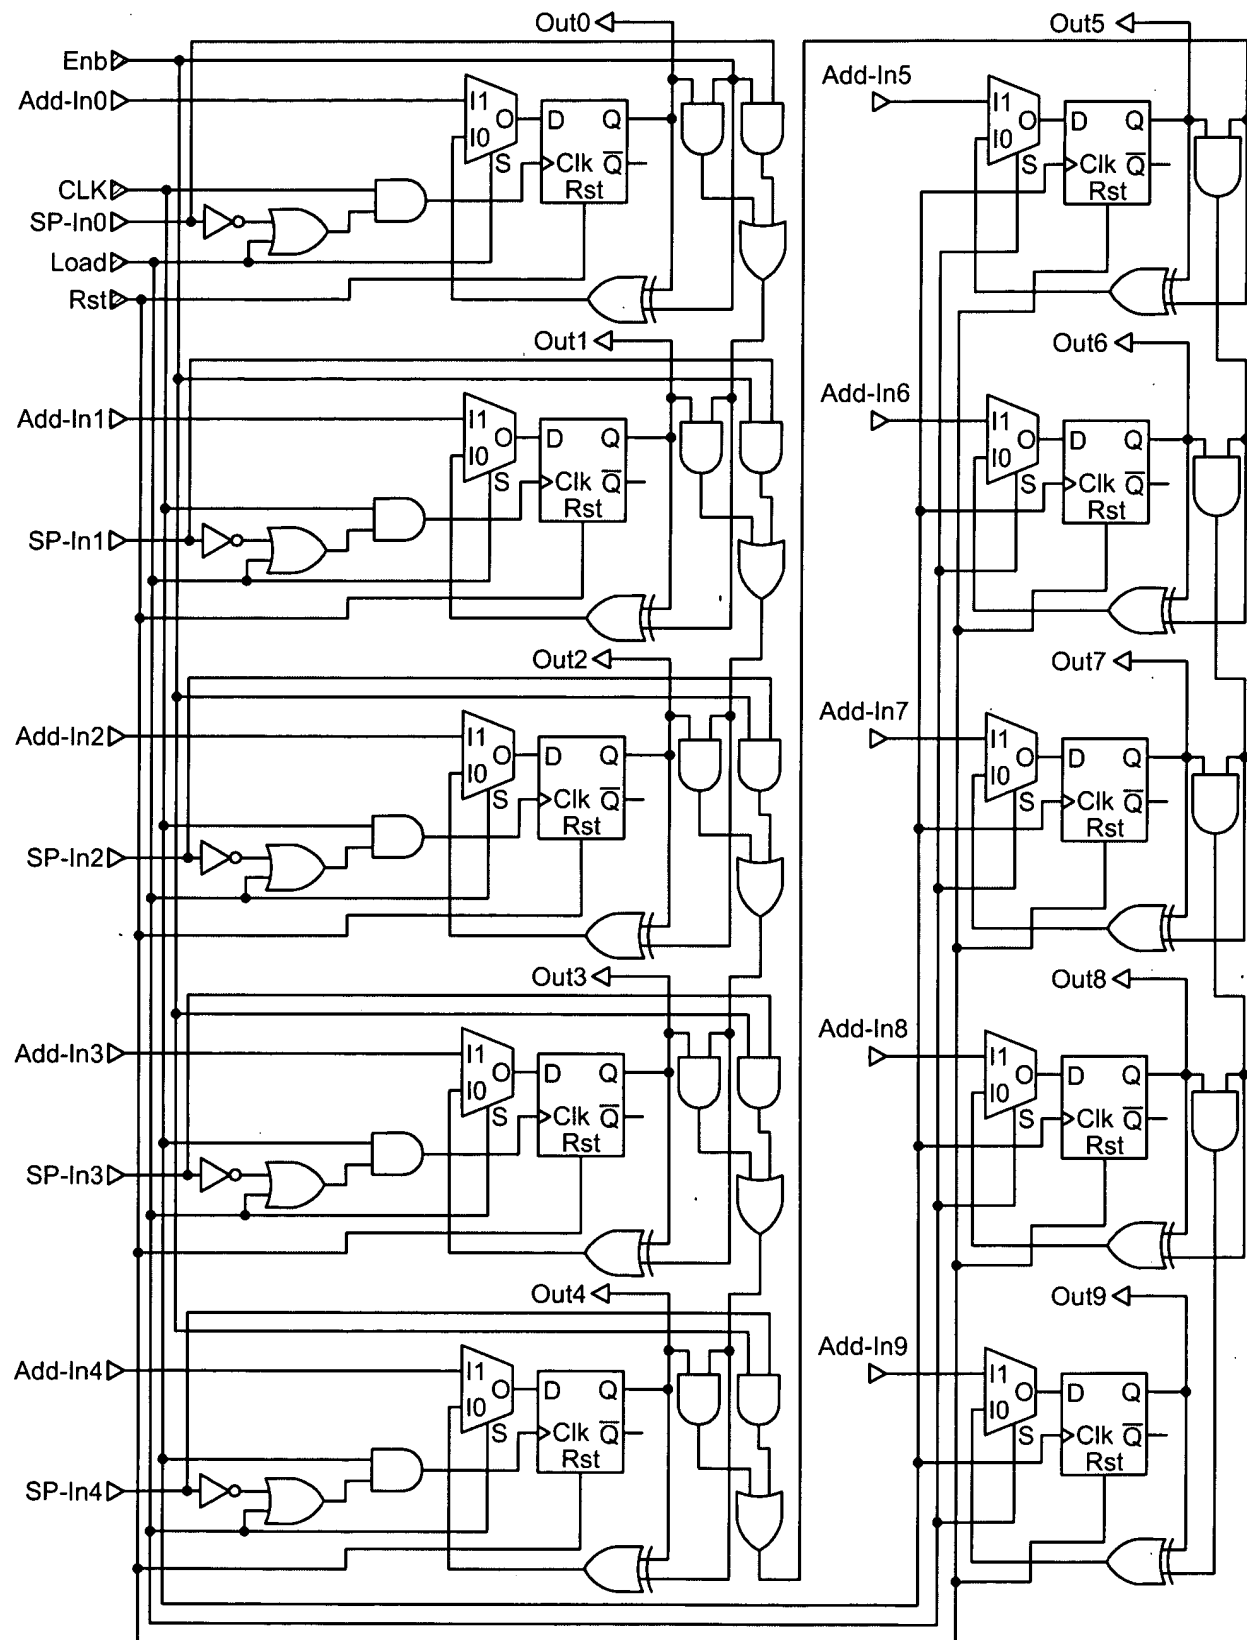 Out0
Enb
Add-In0
I1
I0
O
S
D
Q
Clk
Q
Rst
CLK
SP-In0
Load
Rst
Out1
Add-In1
I1
I0
O
S
D
Q
Clk
Q
Rst
SP-In1
Out2
Add-In2
I1
I0
O
S
D
Q
Clk
Q
Rst
SP-In2
Out3
Add-In3
I1
I0
O
S
D
Q
Clk
Q
Rst
SP-In3
Out4
Add-In4
I1
I0
O
S
D
Q
Clk
Q
Rst
SP-In4
Out5
Add-In5
I1
I0
O
S
D
Q
Clk
Q
Rst
Out6
Add-In6
I1
I0
O
S
D
Q
Clk
Q
Rst
Out7
Add-In7
I1
I0
O
S
D
Q
Clk
Q
Rst
Out8
Add-In8
I1
I0
O
S
D
Q
Clk
Q
Rst
Out9
Add-In9
I1
I0
O
S
D
Q
Clk
Q
Rst